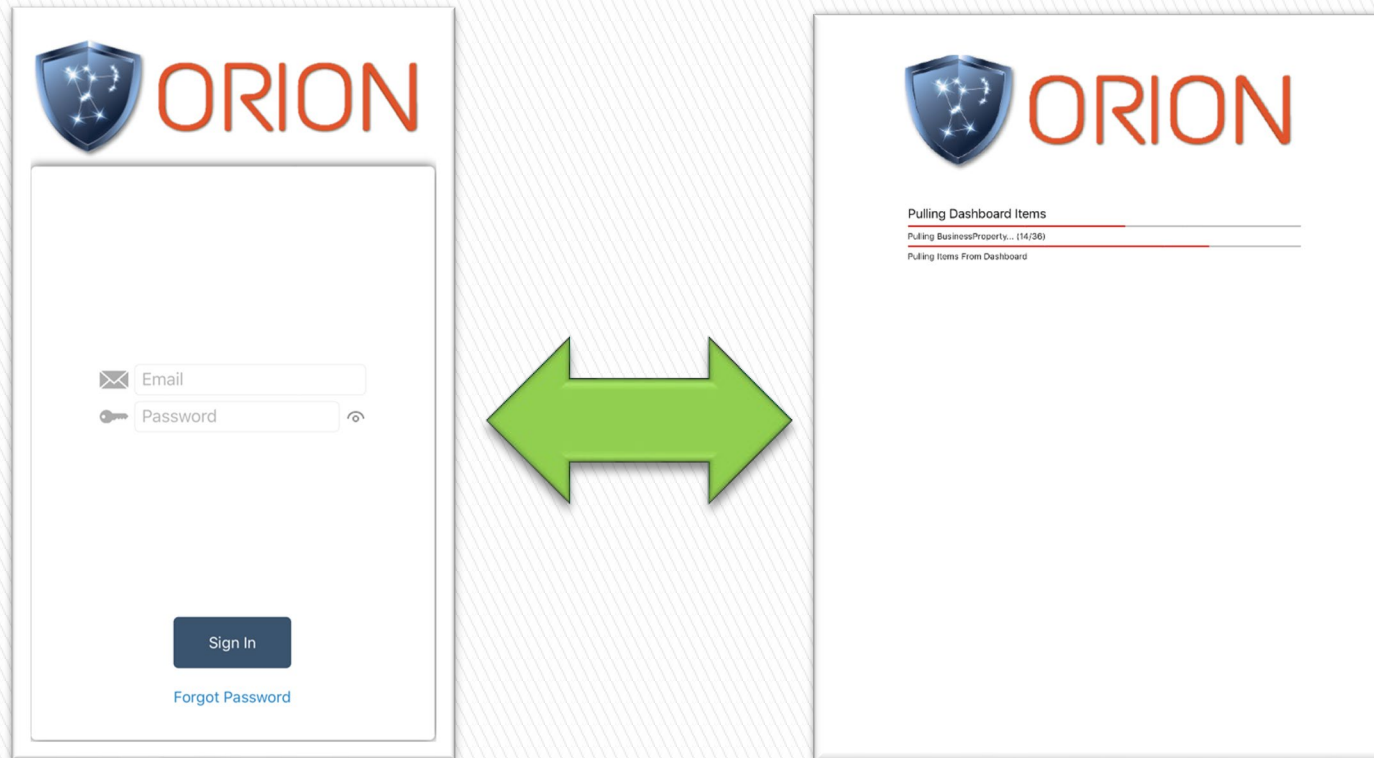 ORION
Email
Password
Sign In
Forgot Password
ORION
Pulling Dashboard Items
Pulling BusinessProperty... (14/36)
Pulling Items From Dashboard